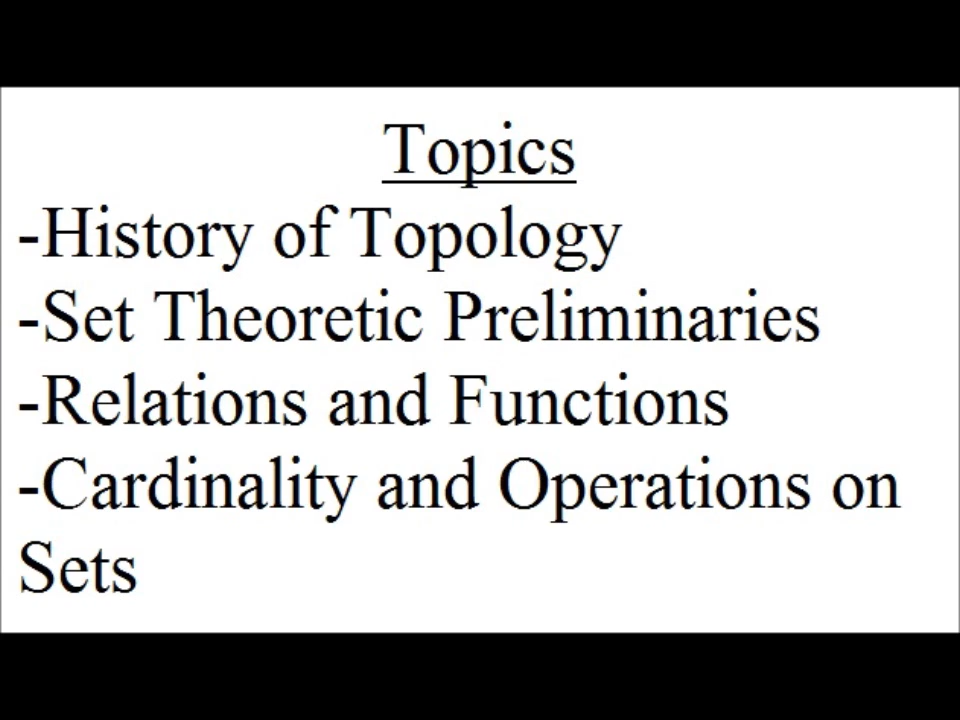 Topics
-History of Topology
-Set Theoretic Preliminaries
-Relations and Functions
-Cardinality and Operations on
Sets